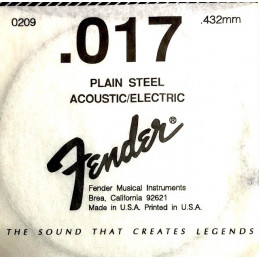 0209 .017 .432mm
PLAIN STEEL
ACOUSTIC/ELECTRIC
Fender®
Fender Musical Instruments
Brea, California 92621
Made in U.S.A. Printed in U.S.A.
THE SOUND THAT CREATES LEGENDS